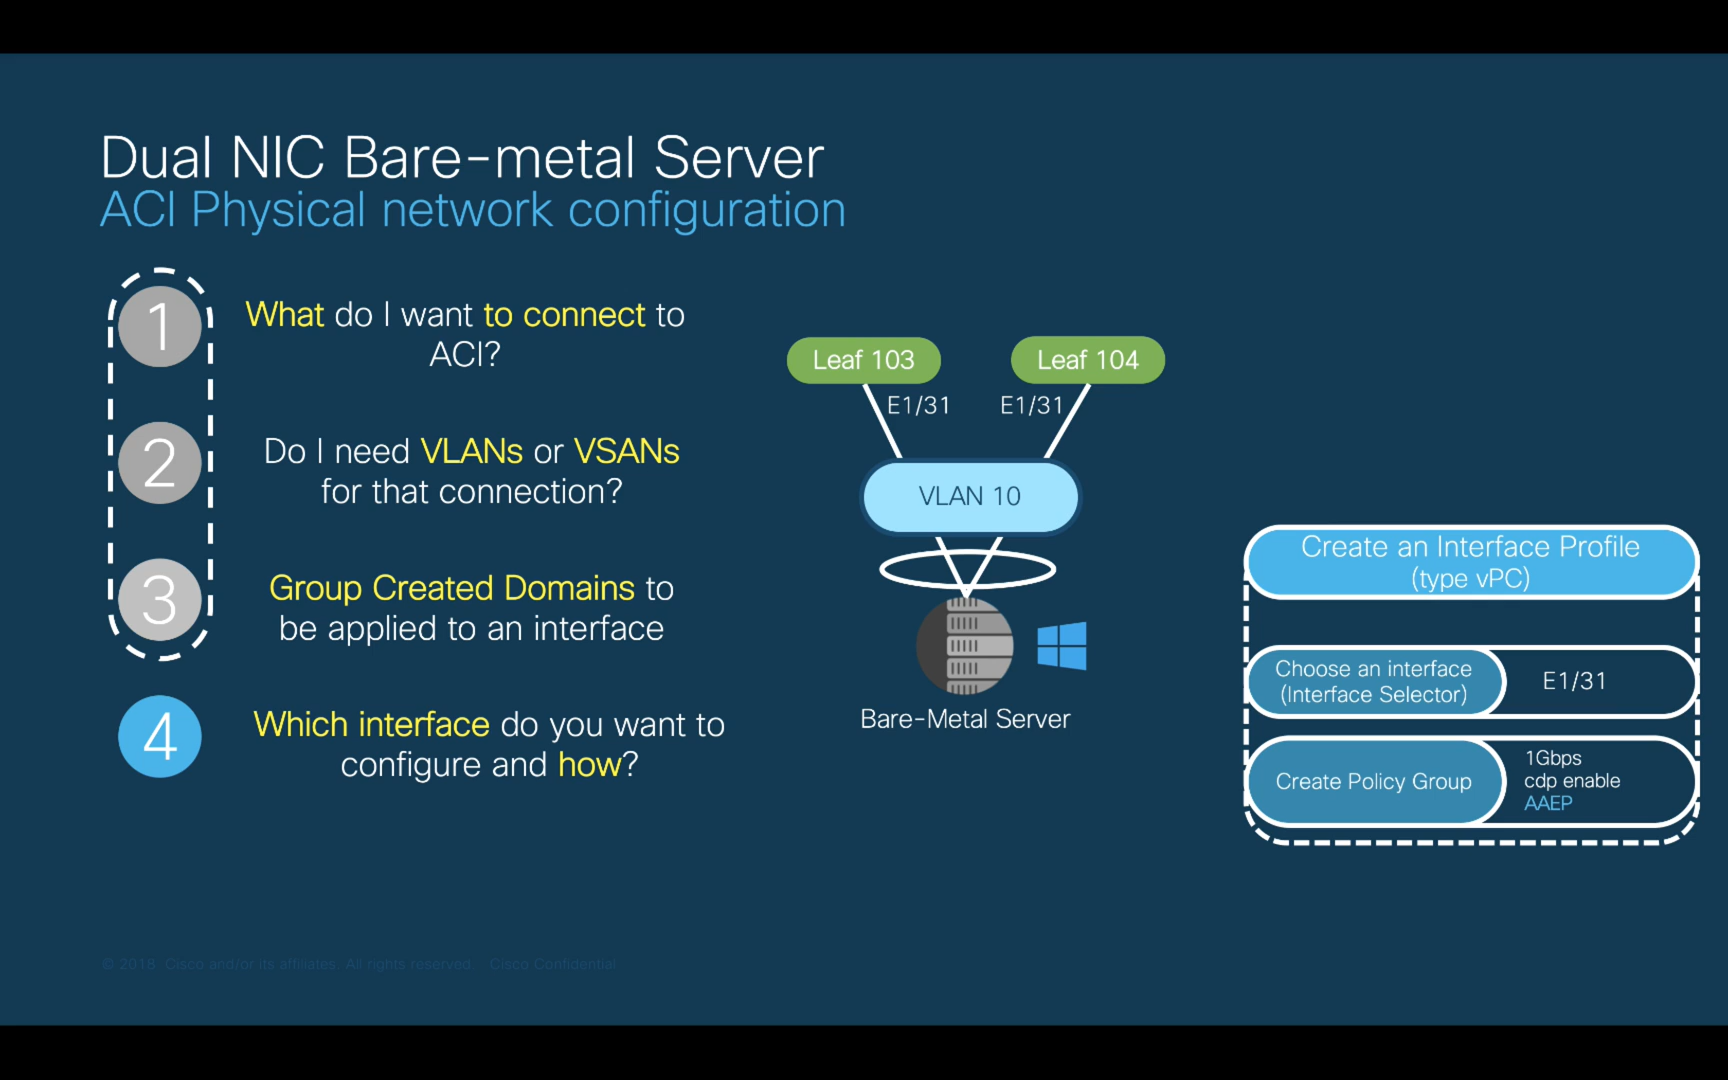 Dual NIC Bare-metal Server
ACI Physical network configuration
1
What do I want to connect to
ACI?
2
Do I need VLANs or VSANs
for that connection?
3
Group Created Domains to
be applied to an interface
4
Which interface do you want to
configure and how?
Leaf 103
Leaf 104
E1/31
E1/31
VLAN 10
Bare-Metal Server
Create an Interface Profile
(type vPC)
Choose an interface
(Interface Selector)
E1/31
Create Policy Group
1Gbps
cdp enable
AAEP
© 2018 Cisco and/or its affiliates. All rights reserved. Cisco Confidential